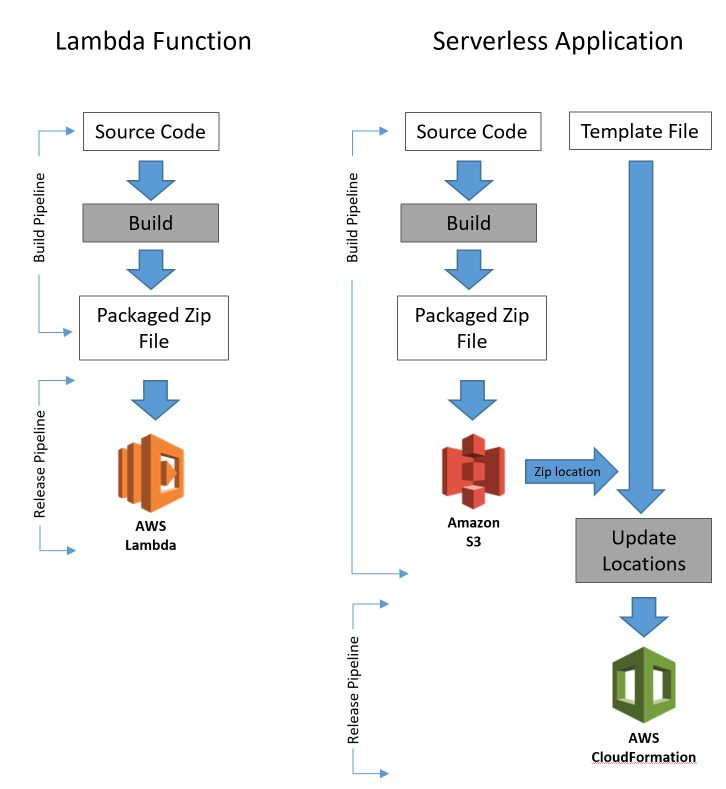 Lambda Function
Serverless Application
Source Code
Build
Packaged Zip
File
AWS
Lambda
Build Pipeline
Release Pipeline
Source Code
Template File
Build
Packaged Zip
File
Amazon
S3
Zip location
Update
Locations
AWS
CloudFormation
Build Pipeline
Release Pipeline